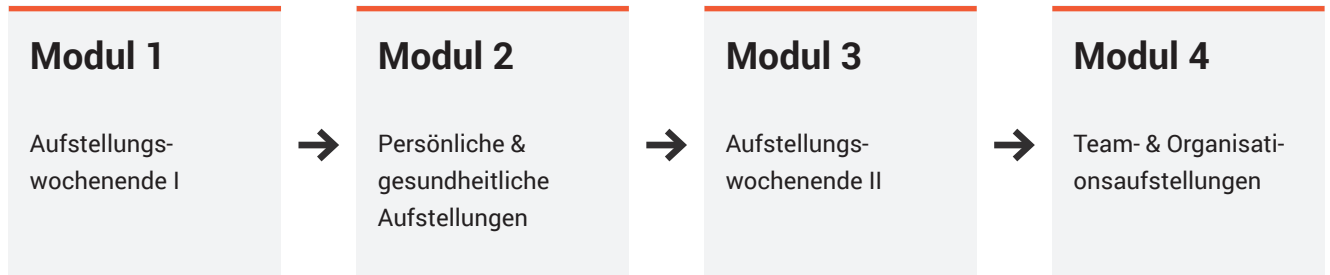 Modul 1
Aufstellungs-
wochenende I
Modul 2
Persönliche &
gesundheitliche
Aufstellungen
Modul 3
Aufstellungs-
wochenende II
Modul 4
Team- & Organisati-
onsaufstellungen